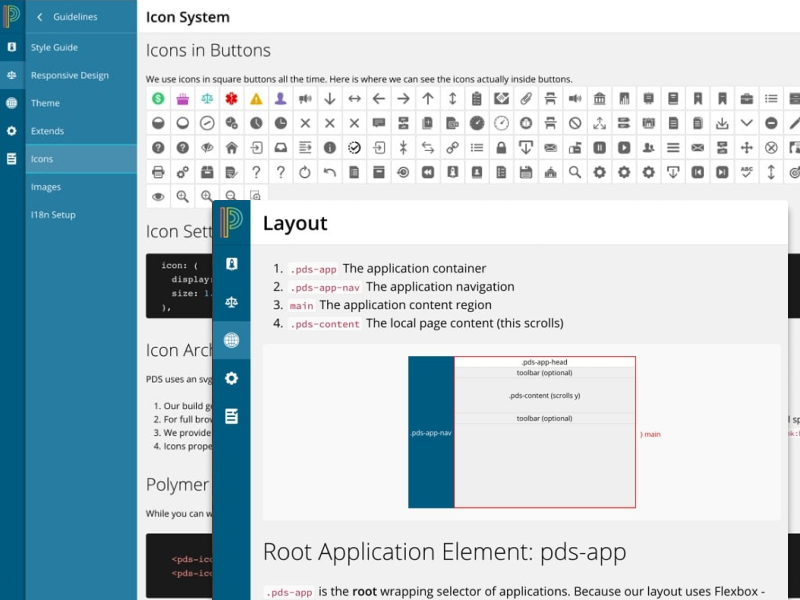 Guidelines
Style Guide
Responsive Design
Theme
Extends
Icons
Images
I18n Setup
Icon System
Icons in Buttons
We use icons in square buttons all the time. Here is where we can see the icons actually inside buttons.
ABC
Icon Sett
icon: {
display:
size: 1.
},
Icon Arch
PDS uses an svg
1. Our build ge
2. For full brow
3. We provide
4. Icons prope
Polymer
While you can w
<pds-ico
<pds-ico
Layout
1. .pds-app The application container
2. .pds-app-nav The application navigation
3. main The application content region
4. .pds-content The local page content (this scrolls)
.pds-app-head
toolbar (optional)
.pds-content (scrolls y)
toolbar (optional)
.pds-app-nav
} main
Root Application Element: pds-app
.pds-app is the root wrapping selector of applications. Because our layout uses Flexbox -